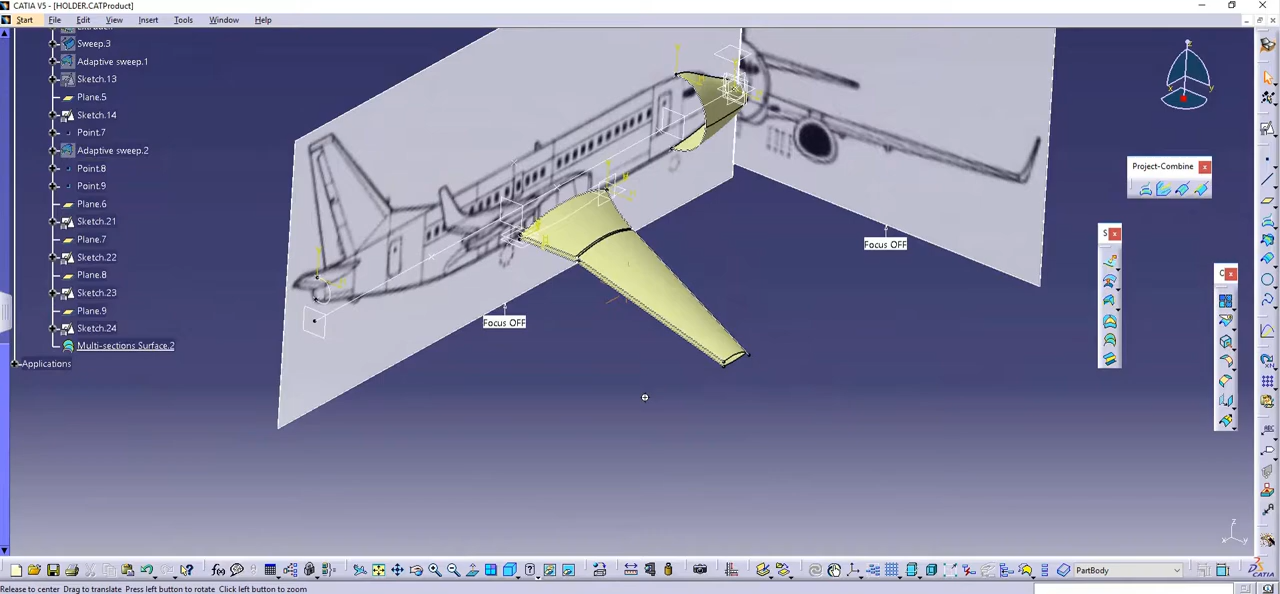 CATIA V5 - [HOLDER.CATProduct]
Start File Edit View Insert Tools Window Help
Sweep.3
Adaptive sweep.1
Sketch.13
Plane.5
Sketch.14
Point.7
Adaptive sweep.2
Point.8
Point.9
Plane.6
Sketch.21
Plane.7
Sketch.22
Plane.8
Sketch.23
Plane.9
Sketch.24
Multi-sections Surface.2
Applications
Project-Combine
Focus OFF
Focus OFF
S
C
z
x
y
PartBody
CATIA
Release to center Drag to translate Press left button to rotate Click left button to zoom